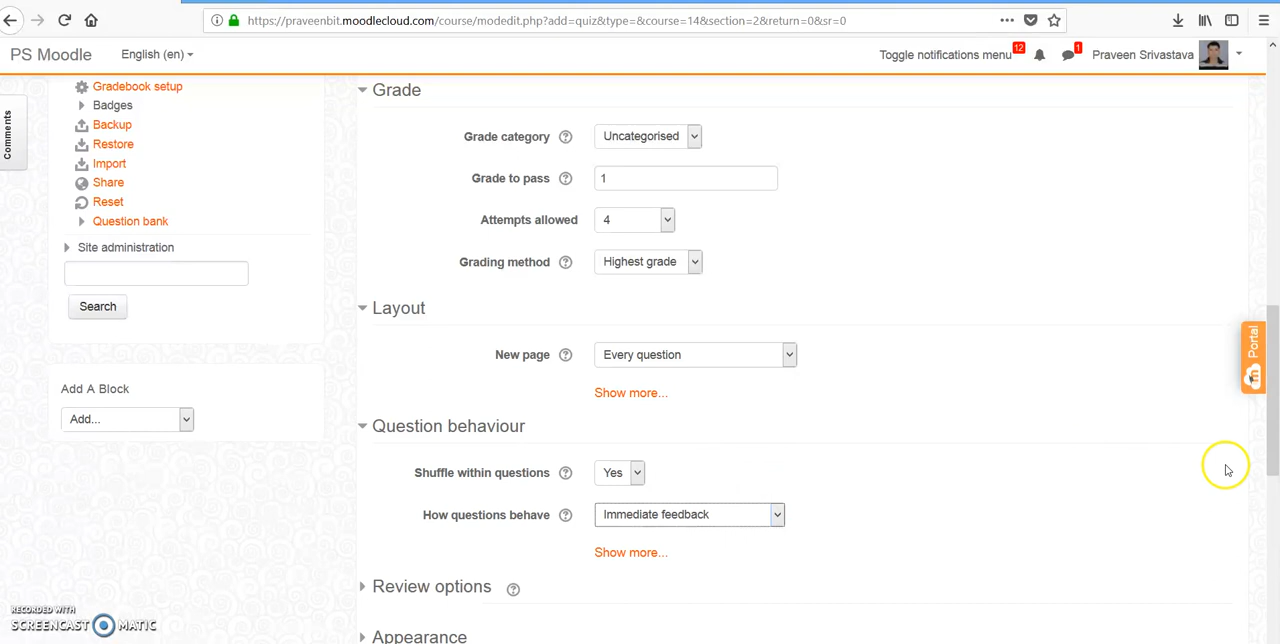 https://praveenbit.moodlecloud.com/course/modedit.php?add=quiz&type=&course=14&section=2&return=0&sr=0
PS Moodle
English (en)
Toggle notifications menu
12
1
Praveen Srivastava
Comments
Gradebook setup
Badges
Backup
Restore
Import
Share
Reset
Question bank
Site administration
Search
Add A Block
Add...
Grade
Grade category
Uncategorised
Grade to pass
1
Attempts allowed
4
Grading method
Highest grade
Layout
New page
Every question
Show more...
Question behaviour
Shuffle within questions
Yes
How questions behave
Immediate feedback
Show more...
Review options
Appearance
Portal
RECORDED WITH
SCREENCAST MATIC